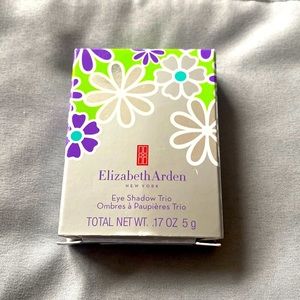 Elizabeth Arden
NEW YORK
Eye Shadow Trio
Ombres à Paupières Trio
TOTAL NET WT. .17 OZ 5 g